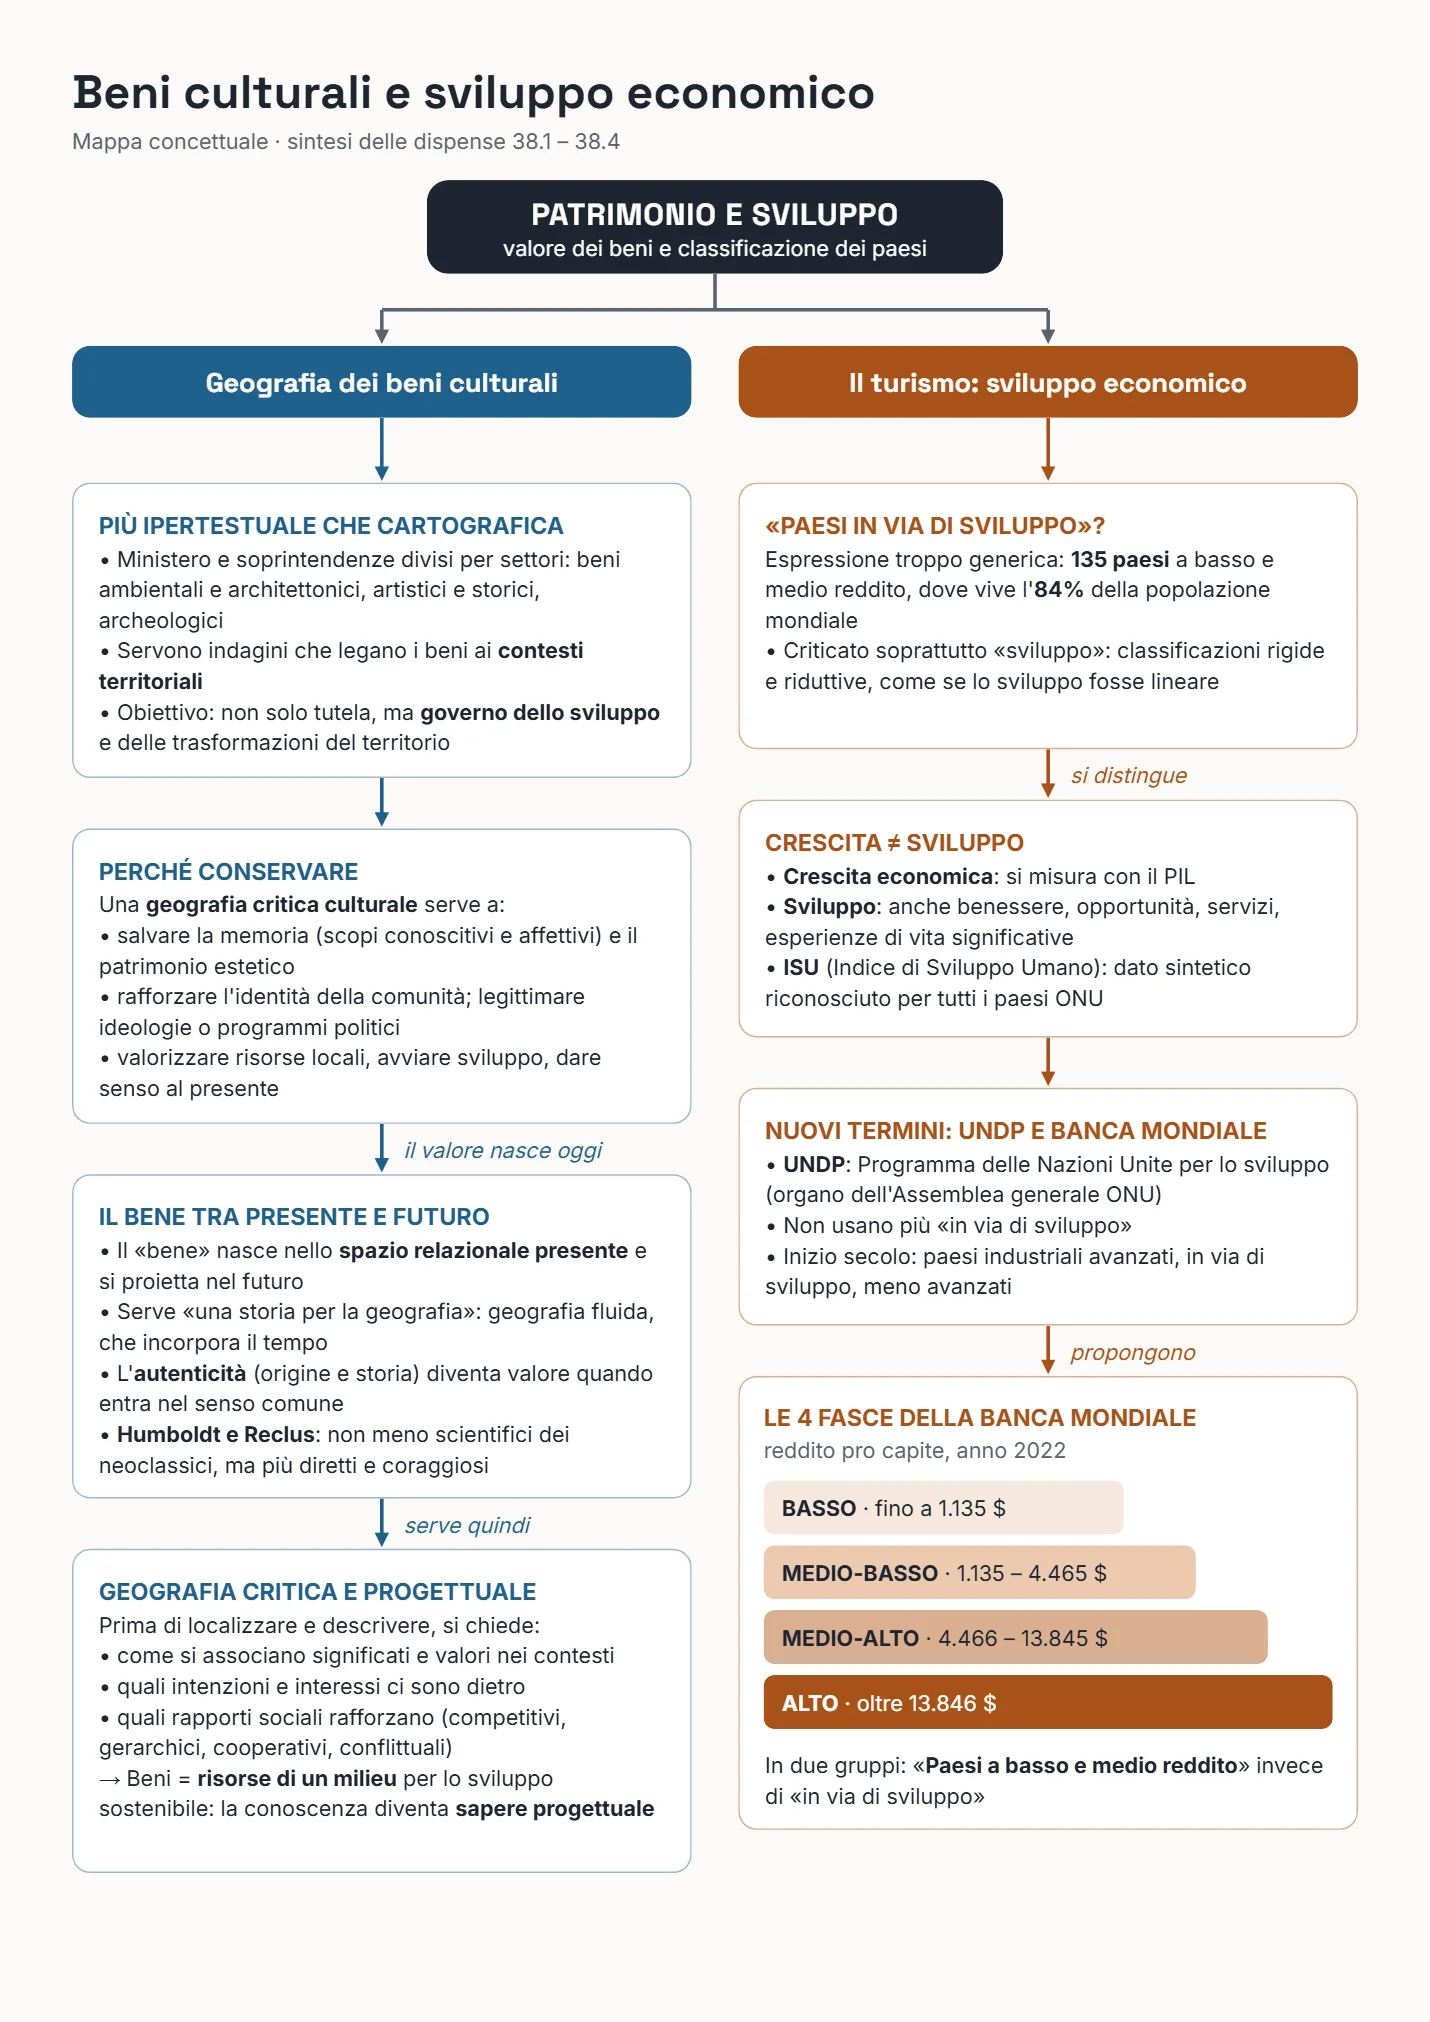 Beni culturali e sviluppo economico
Mappa concettuale · sintesi delle dispense 38.1 – 38.4
PATRIMONIO E SVILUPPO
valore dei beni e classificazione dei paesi
Geografia dei beni culturali
PIÙ IPERTESTUALE CHE CARTOGRAFICA
• Ministero e soprintendenze divisi per settori: beni
ambientali e architettonici, artistici e storici,
archeologici
• Servono indagini che legano i beni ai contesti
territoriali
• Obiettivo: non solo tutela, ma governo dello sviluppo
e delle trasformazioni del territorio
PERCHÉ CONSERVARE
Una geografia critica culturale serve a:
• salvare la memoria (scopi conoscitivi e affettivi) e il
patrimonio estetico
• rafforzare l'identità della comunità; legittimare
ideologie o programmi politici
• valorizzare risorse locali, avviare sviluppo, dare
senso al presente
il valore nasce oggi
IL BENE TRA PRESENTE E FUTURO
• Il «bene» nasce nello spazio relazionale presente e
si proietta nel futuro
• Serve «una storia per la geografia»: geografia fluida,
che incorpora il tempo
• L'autenticità (origine e storia) diventa valore quando
entra nel senso comune
• Humboldt e Reclus: non meno scientifici dei
neoclassici, ma più diretti e coraggiosi
serve quindi
GEOGRAFIA CRITICA E PROGETTUALE
Prima di localizzare e descrivere, si chiede:
• come si associano significati e valori nei contesti
• quali intenzioni e interessi ci sono dietro
• quali rapporti sociali rafforzano (competitivi,
gerarchici, cooperativi, conflittuali)
→ Beni = risorse di un milieu per lo sviluppo
sostenibile: la conoscenza diventa sapere progettuale
Il turismo: sviluppo economico
«PAESI IN VIA DI SVILUPPO»?
Espressione troppo generica: 135 paesi a basso e
medio reddito, dove vive l'84% della popolazione
mondiale
• Criticato soprattutto «sviluppo»: classificazioni rigide
e riduttive, come se lo sviluppo fosse lineare
si distingue
CRESCITA ≠ SVILUPPO
• Crescita economica: si misura con il PIL
• Sviluppo: anche benessere, opportunità, servizi,
esperienze di vita significative
• ISU (Indice di Sviluppo Umano): dato sintetico
riconosciuto per tutti i paesi ONU
NUOVI TERMINI: UNDP E BANCA MONDIALE
• UNDP: Programma delle Nazioni Unite per lo sviluppo
(organo dell'Assemblea generale ONU)
• Non usano più «in via di sviluppo»
• Inizio secolo: paesi industriali avanzati, in via di
sviluppo, meno avanzati
propongono
LE 4 FASCE DELLA BANCA MONDIALE
reddito pro capite, anno 2022
BASSO · fino a 1.135 $
MEDIO-BASSO · 1.135 – 4.465 $
MEDIO-ALTO · 4.466 – 13.845 $
ALTO · oltre 13.846 $
In due gruppi: «Paesi a basso e medio reddito» invece
di «in via di sviluppo»